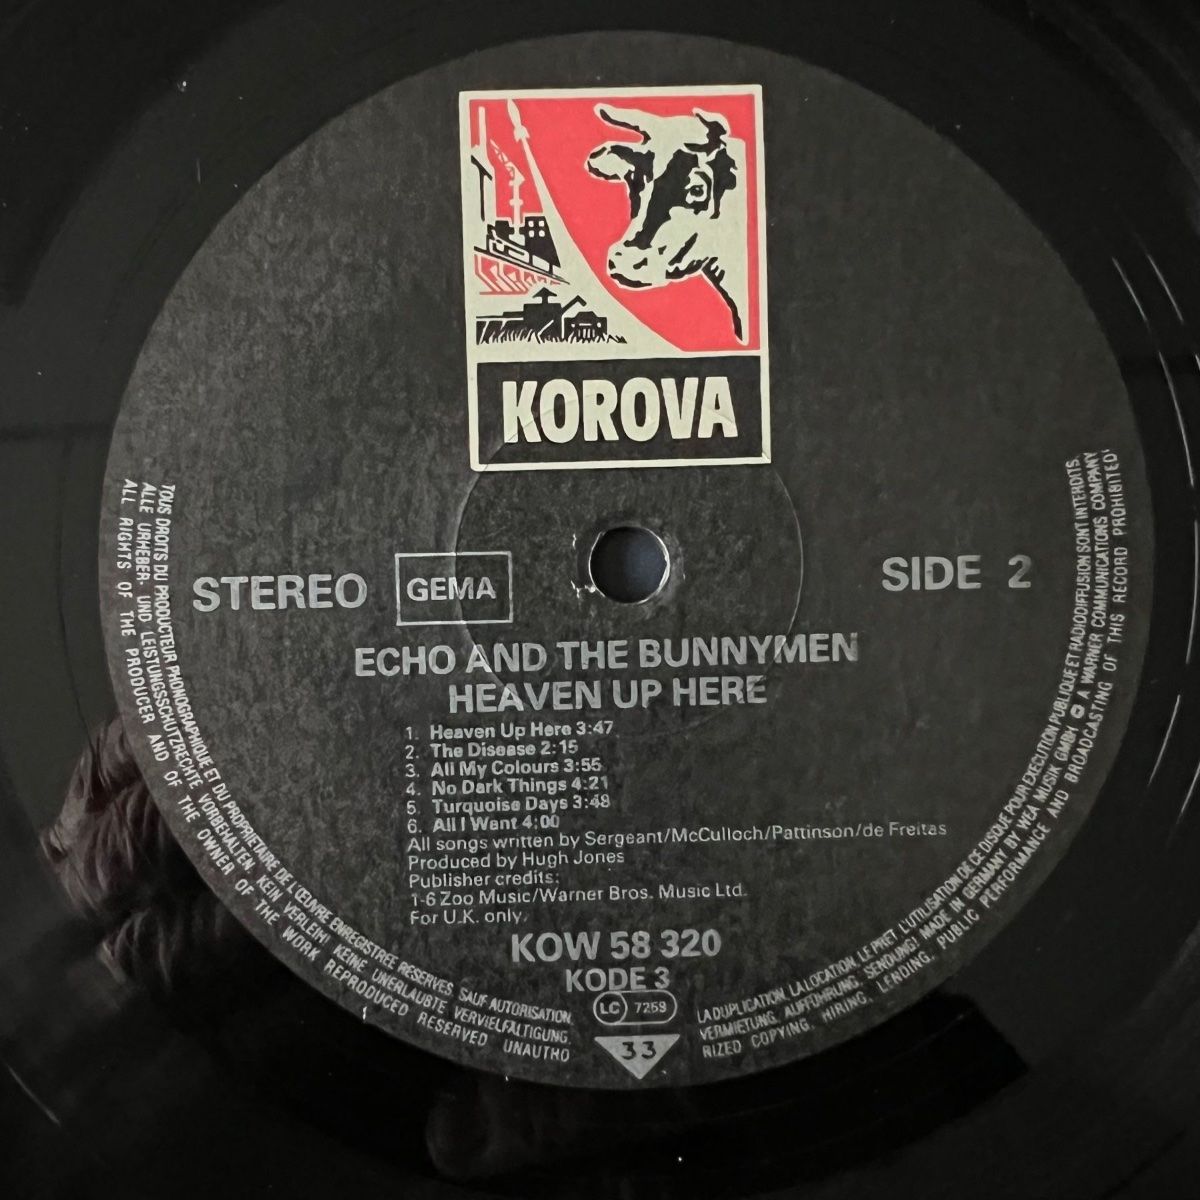 KOROVA
STEREO
GEMA
SIDE 2
ECHO AND THE BUNNYMEN
HEAVEN UP HERE
1. Heaven Up Here 3:47
2. The Disease 2:15
3. All My Colours 3:55
4. No Dark Things 4:21
5. Turquoise Days 3:49
6. All I Want 4:00
All songs written by Sergeant/McCulloch/Pattinson/de Freitas
Produced by Hugh Jones
Publisher credits:
1-6 Zoo Music/Warner Bros. Music Ltd.
For U.K. only.
KOW 58 320
KODE 3
LC 7259
33
TOUS DROITS DU PRODUCTEUR PHONOGRAPHIQUE ET DU PROPRIETAIRE DE L'ŒUVRE ENREGISTREE RESERVES. SAUF AUTORISATION, LA DUPLICATION, LA LOCATION, LE PRET, L'UTILISATION DE CE DISQUE POUR EXECUTION PUBLIQUE ET RADIODIFFUSION SONT INTERDITS.
ALLE URHEBER- UND LEISTUNGSSCHUTZRECHTE VORBEHALTEN. KEIN VERLEIH! KEINE UNERLAUBTE VERVIELFÄLTIGUNG, VERMIETUNG, AUFFÜHRUNG, SENDUNG! MADE IN GERMANY BY WEA MUSIK GMBH ℗ A WARNER COMMUNICATIONS COMPANY
ALL RIGHTS OF THE PRODUCER AND OF THE OWNER OF THE WORK REPRODUCED RESERVED UNAUTHORIZED COPYING, HIRING, LENDING, PUBLIC PERFORMANCE AND BROADCASTING OF THIS RECORD PROHIBITED